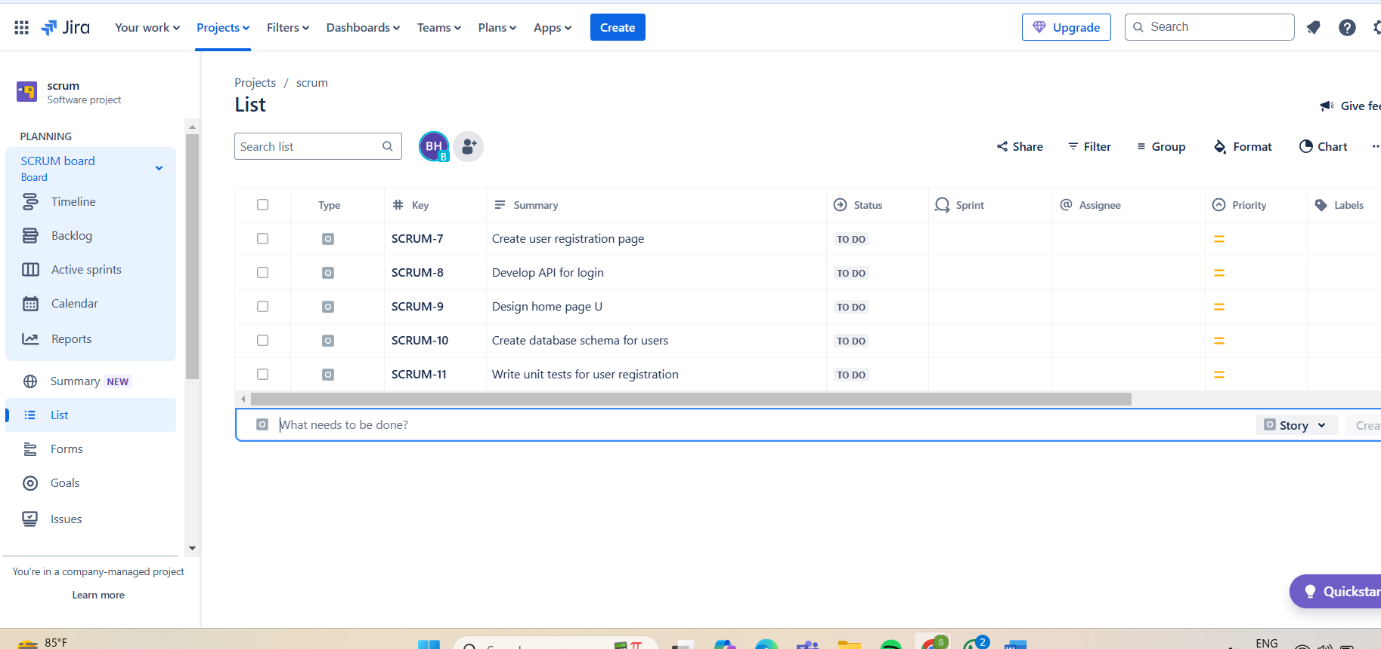 Jira
Your work
Projects
Filters
Dashboards
Teams
Plans
Apps
Create
Upgrade
Search
scrum
Software project
PLANNING
SCRUM board
Board
Timeline
Backlog
Active sprints
Calendar
Reports
Summary NEW
List
Forms
Goals
Issues
You're in a company-managed project
Learn more
Projects / scrum
List
Give fee
Search list
BH
B
Share
Filter
Group
Format
Chart
Type Key Summary Status Sprint Assignee Priority Labels
SCRUM-7 Create user registration page TO DO
SCRUM-8 Develop API for login TO DO
SCRUM-9 Design home page U TO DO
SCRUM-10 Create database schema for users TO DO
SCRUM-11 Write unit tests for user registration TO DO
What needs to be done?
Story
Crea
Quickstar
85°F
S
2
ENG